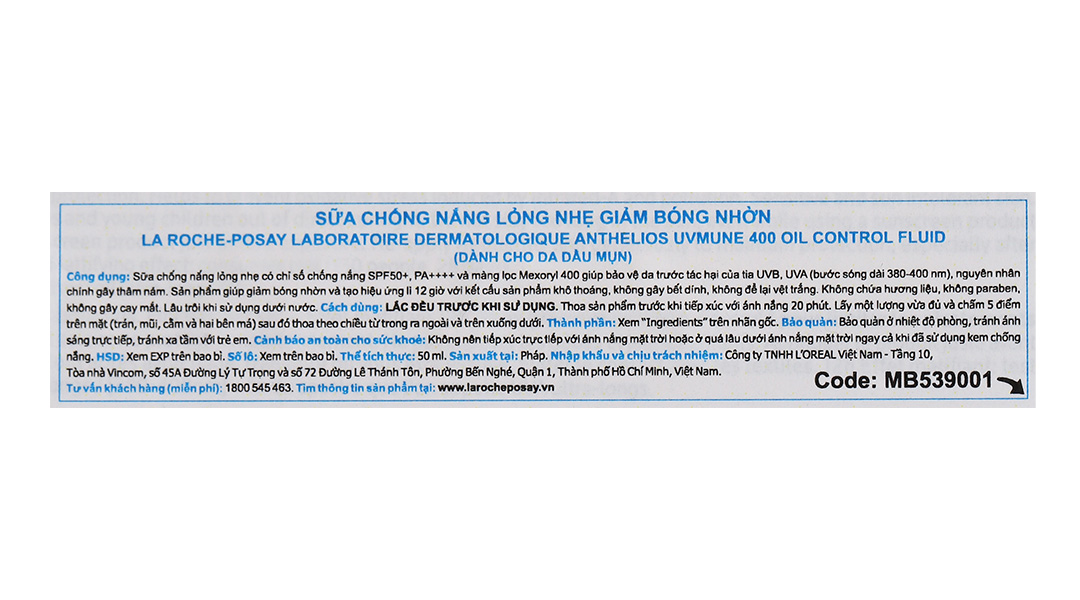 SỮA CHỐNG NẮNG LỎNG NHẸ GIẢM BÓNG NHỜN
LA ROCHE-POSAY LABORATOIRE DERMATOLOGIQUE ANTHELIOS UVMUNE 400 OIL CONTROL FLUID
(DÀNH CHO DA DẦU MỤN)
Công dụng: Sữa chống nắng lỏng nhẹ có chỉ số chống nắng SPF50+, PA++++ và màng lọc Mexoryl 400 giúp bảo vệ da trước tác hại của tia UVB, UVA (bước sóng dài 380-400 nm), nguyên nhân
chính gây thâm nám. Sản phẩm giúp giảm bóng nhờn và tạo hiệu ứng lì 12 giờ với kết cấu sản phẩm khô thoáng, không gây bết dính, không để lại vệt trắng. Không chứa hương liệu, không paraben,
không gây cay mắt. Lâu trôi khi sử dụng dưới nước. Cách dùng: LẮC ĐỀU TRƯỚC KHI SỬ DỤNG. Thoa sản phẩm trước khi tiếp xúc với ánh nắng 20 phút. Lấy một lượng vừa đủ và chấm 5 điểm
trên mặt (trán, mũi, cằm và hai bên má) sau đó thoa theo chiều từ trong ra ngoài và trên xuống dưới. Thành phần: Xem "Ingredients" trên nhãn gốc. Bảo quản: Bảo quản ở nhiệt độ phòng, tránh ánh
sáng trực tiếp, tránh xa tầm với trẻ em. Cảnh báo an toàn cho sức khoẻ: Không nên tiếp xúc trực tiếp với ánh nắng mặt trời hoặc ở quá lâu dưới ánh nắng mặt trời ngay cả khi đã sử dụng kem chống
nắng. HSD: Xem EXP trên bao bì. Số lô: Xem trên bao bì. Thể tích thực: 50 ml. Sản xuất tại: Pháp. Nhập khẩu và chịu trách nhiệm: Công ty TNHH L'OREAL Việt Nam - Tầng 10,
Tòa nhà Vincom, số 45A Đường Lý Tự Trọng và số 72 Đường Lê Thánh Tôn, Phường Bến Nghé, Quận 1, Thành phố Hồ Chí Minh, Việt Nam.
Tư vấn khách hàng (miễn phí): 1800 545 463. Tìm thông tin sản phẩm tại: www.larocheposay.vn
Code: MB539001